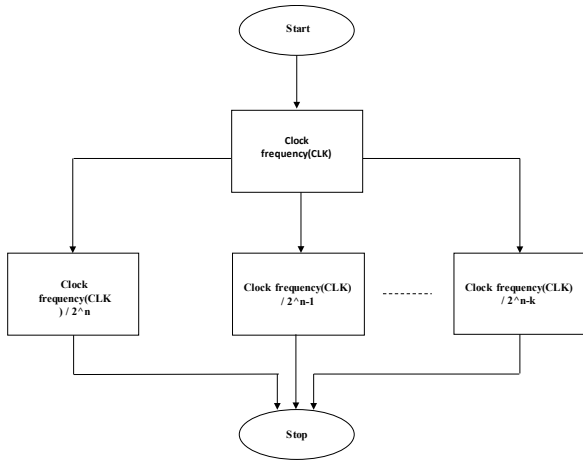 Start
Clock
frequency(CLK)
Clock
frequency(CLK
) / 2^n
Clock frequency(CLK)
/ 2^n-1
Clock frequency(CLK)
/ 2^n-k
Stop